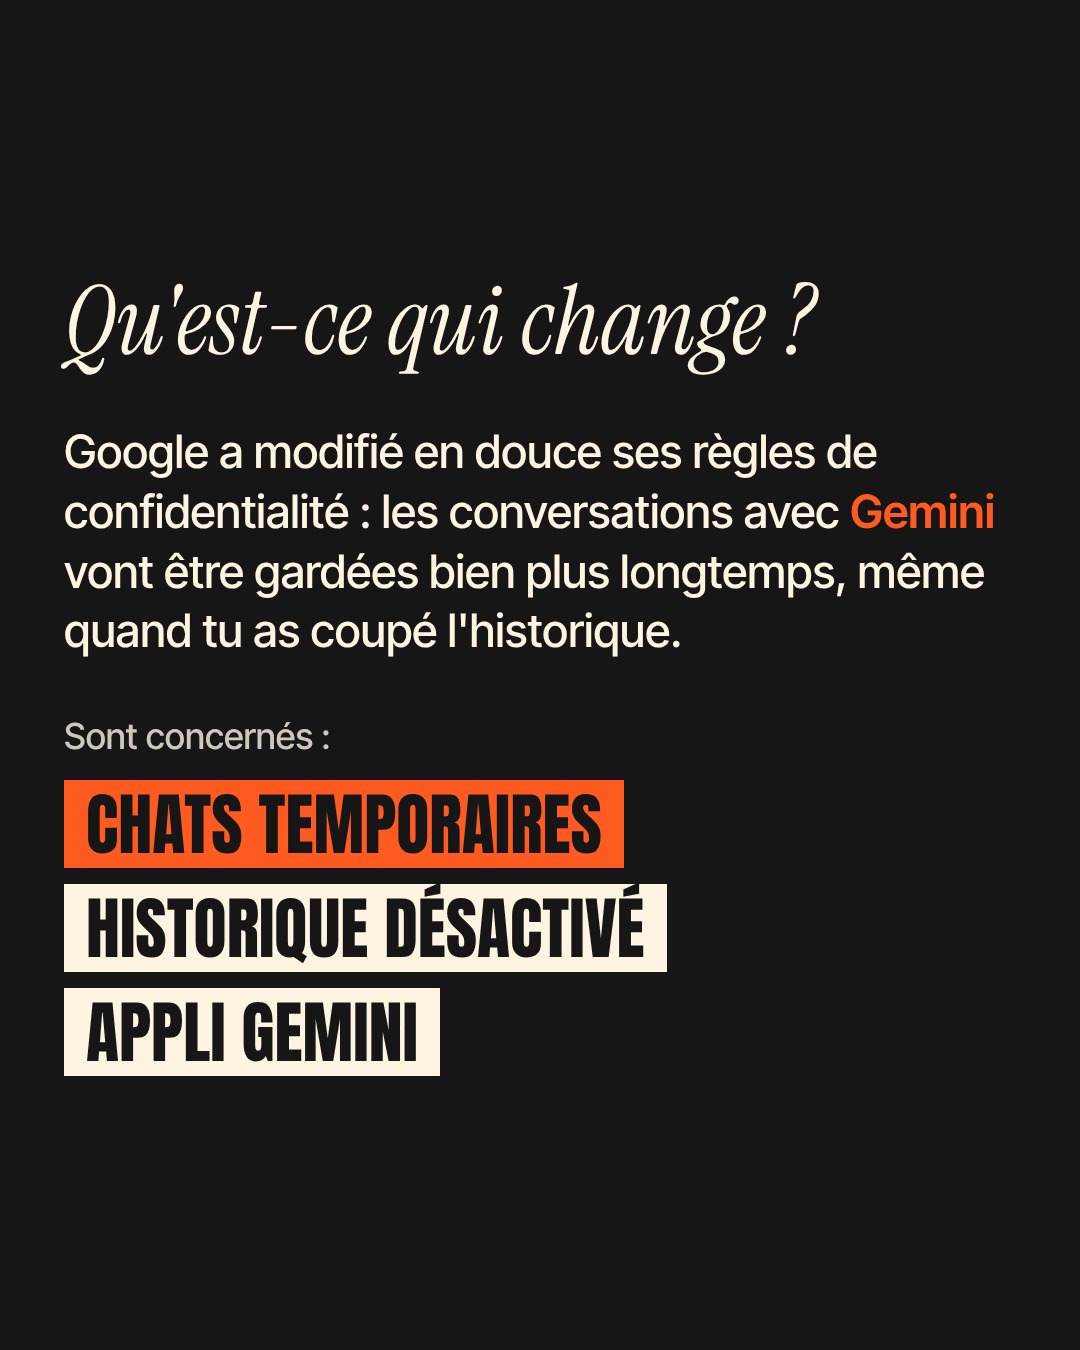 Qu'est-ce qui change ?
Google a modifié en douce ses règles de
confidentialité : les conversations avec Gemini
vont être gardées bien plus longtemps, même
quand tu as coupé l'historique.
Sont concernés :
CHATS TEMPORAIRES
HISTORIQUE DÉSACTIVÉ
APPLI GEMINI